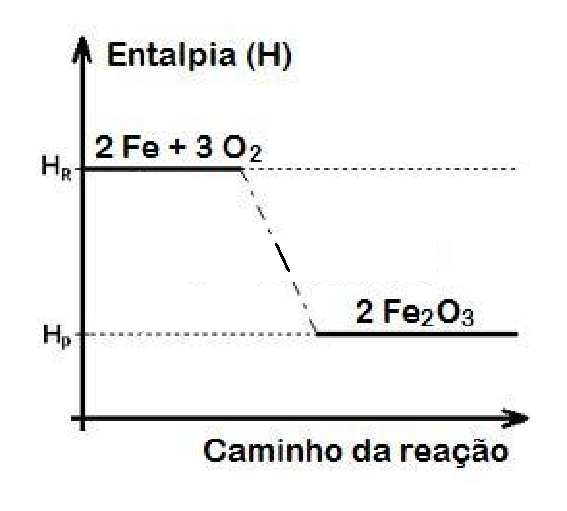 Entalpia (H)
2 Fe + 3 O₂
HR
2 Fe₂O₃
Hp
Caminho da reação